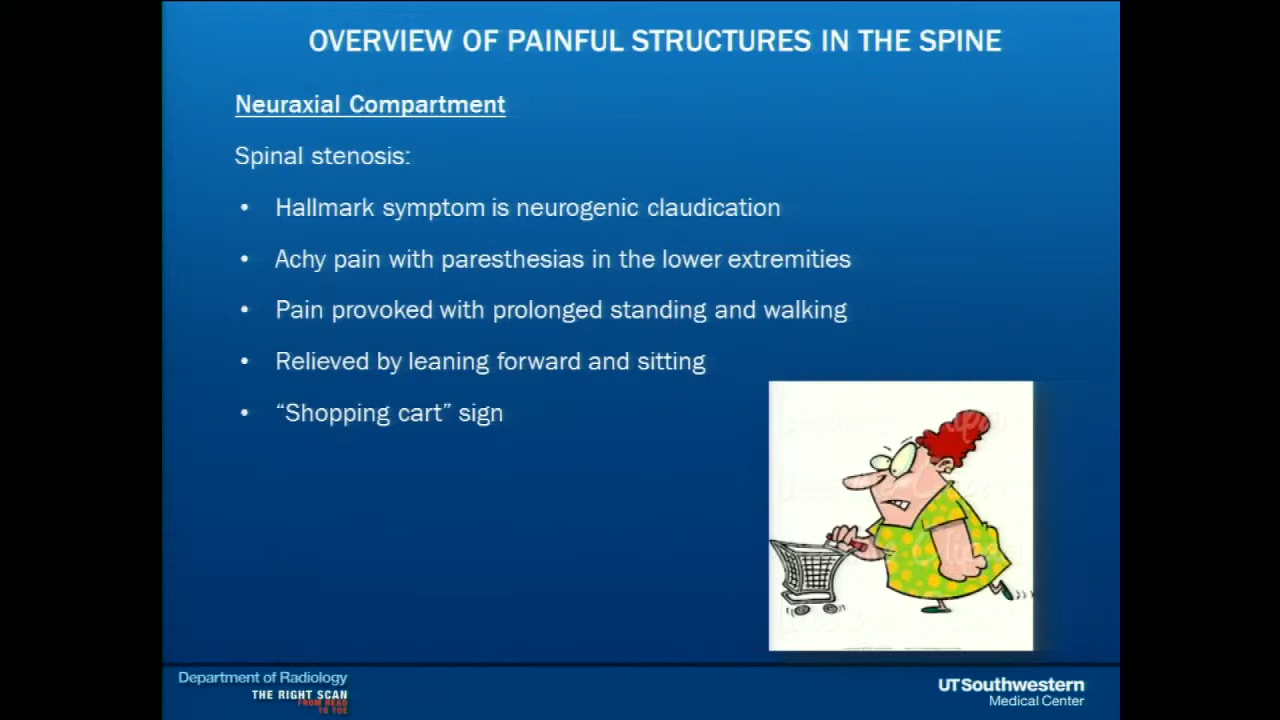 OVERVIEW OF PAINFUL STRUCTURES IN THE SPINE
Neuraxial Compartment
Spinal stenosis:
• Hallmark symptom is neurogenic claudication
• Achy pain with paresthesias in the lower extremities
• Pain provoked with prolonged standing and walking
• Relieved by leaning forward and sitting
• “Shopping cart” sign
Department of Radiology
THE RIGHT SCAN
FROM HEAD
TO TOE
UTSouthwestern
Medical Center